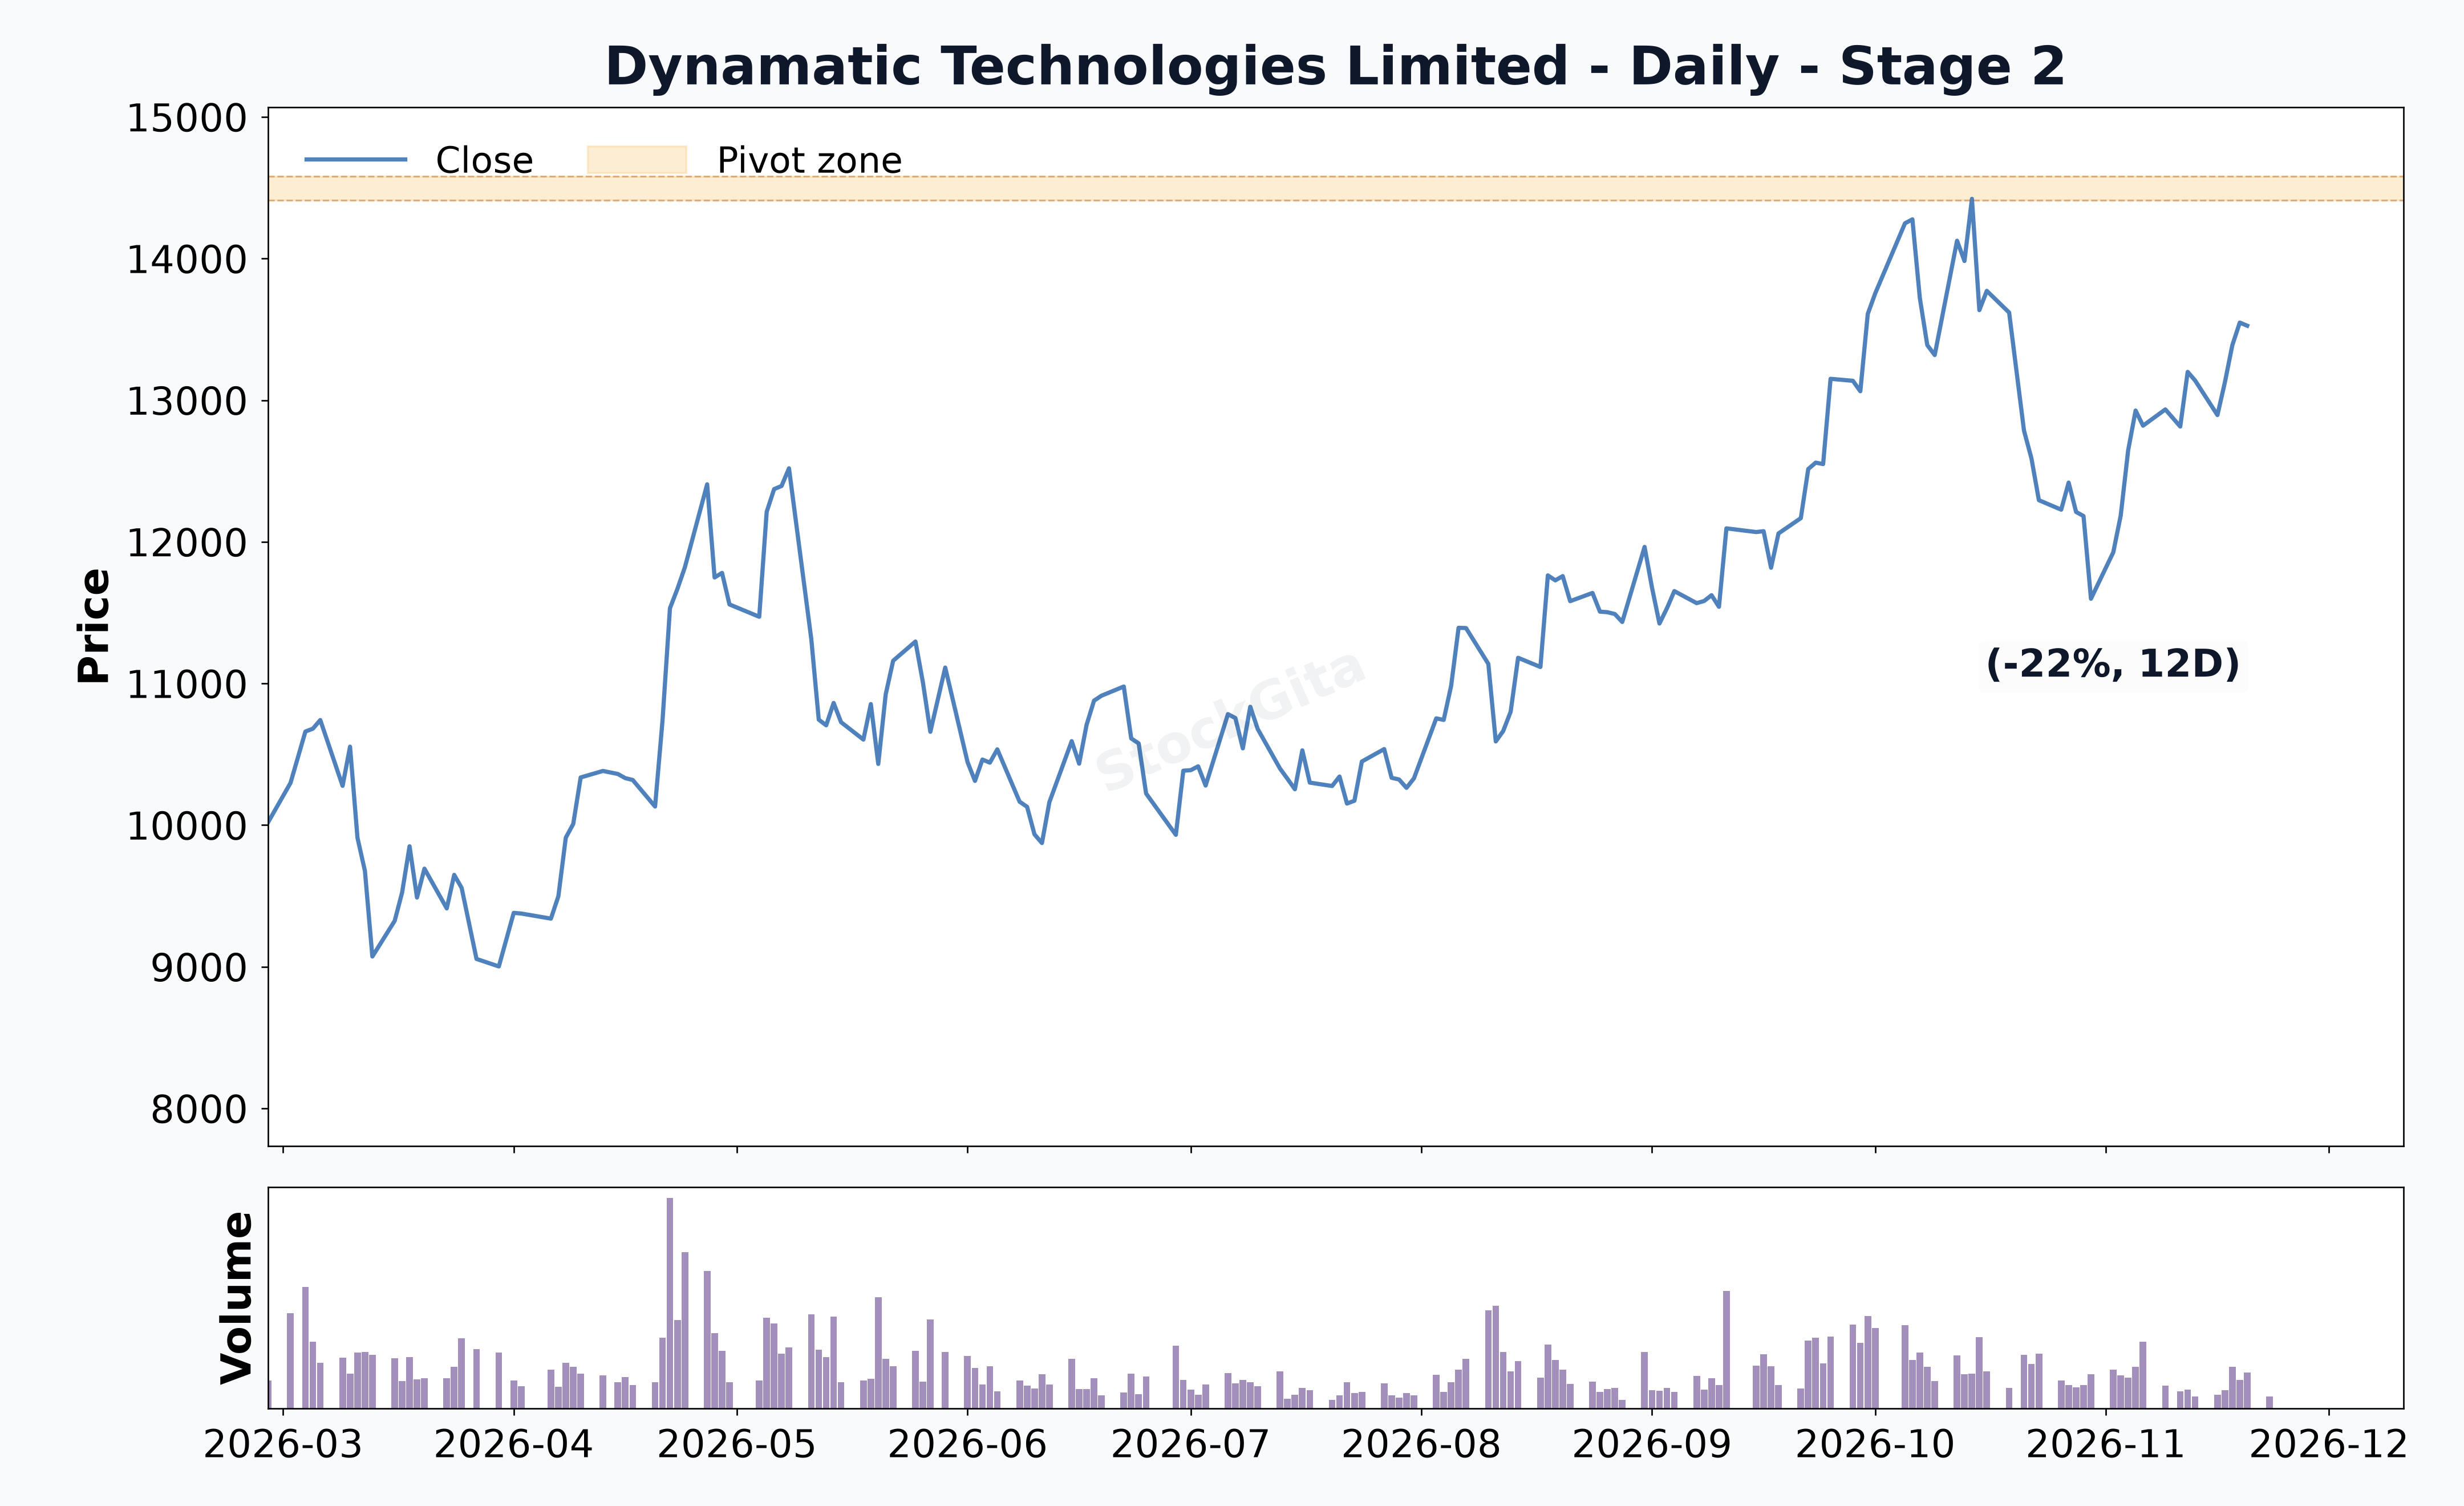 Dynamatic Technologies Limited - Daily - Stage 2
Price
15000
14000
13000
12000
11000
10000
9000
8000
Close
Pivot zone
StockGita
(-22%, 12D)
Volume
2026-03
2026-04
2026-05
2026-06
2026-07
2026-08
2026-09
2026-10
2026-11
2026-12